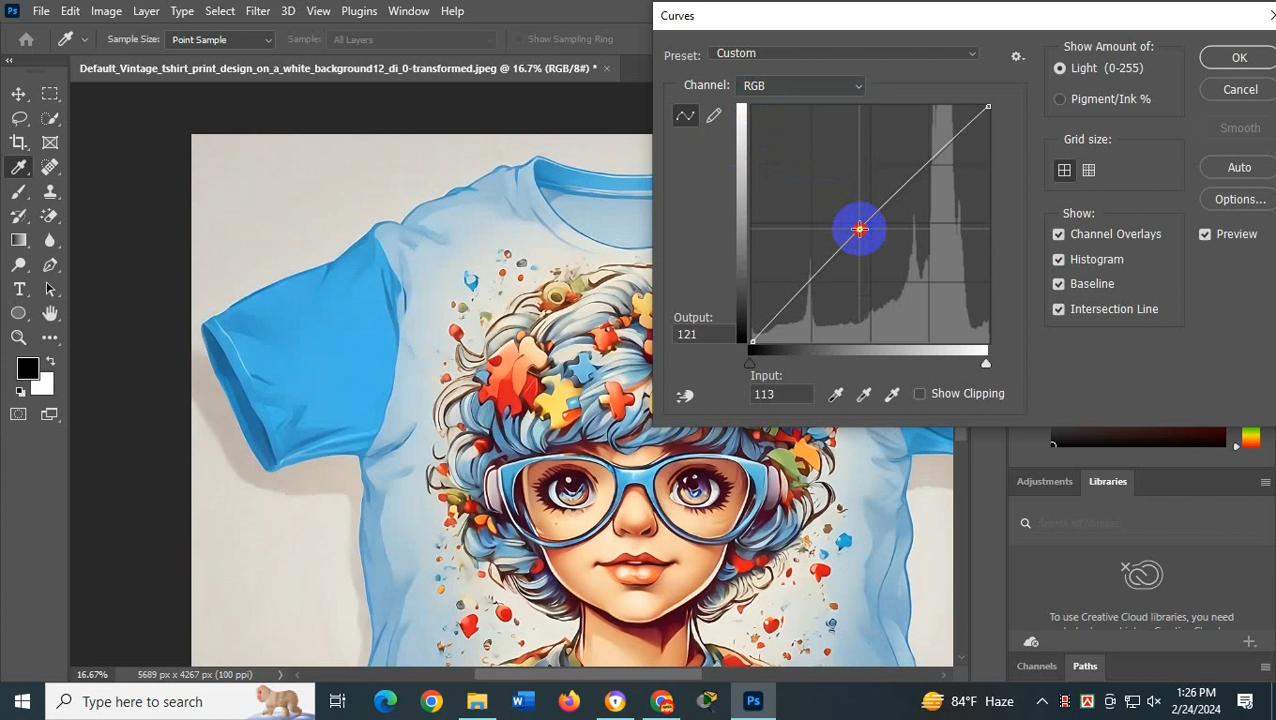 Ps File Edit Image Layer Type Select Filter 3D View Plugins Window Help
Curves
Sample Size: Point Sample Sample: All Layers Show Sampling Ring
Default_Vintage_tshirt_print_design_on_a_white_background12_di_0-transformed.jpeg @ 16.7% (RGB/8#) *
Preset: Custom
Channel: RGB
Output:
121
Input:
113
Show Clipping
Show Amount of:
Light (0-255)
Pigment/Ink %
Grid size:
Show:
Channel Overlays
Histogram
Baseline
Intersection Line
OK
Cancel
Smooth
Auto
Options...
Preview
Adjustments Libraries
Search all libraries
To use Creative Cloud libraries, you need
Channels Paths
16.67% 5689 px x 4267 px (100 ppi)
Type here to search
84°F Haze
1:26 PM
2/24/2024